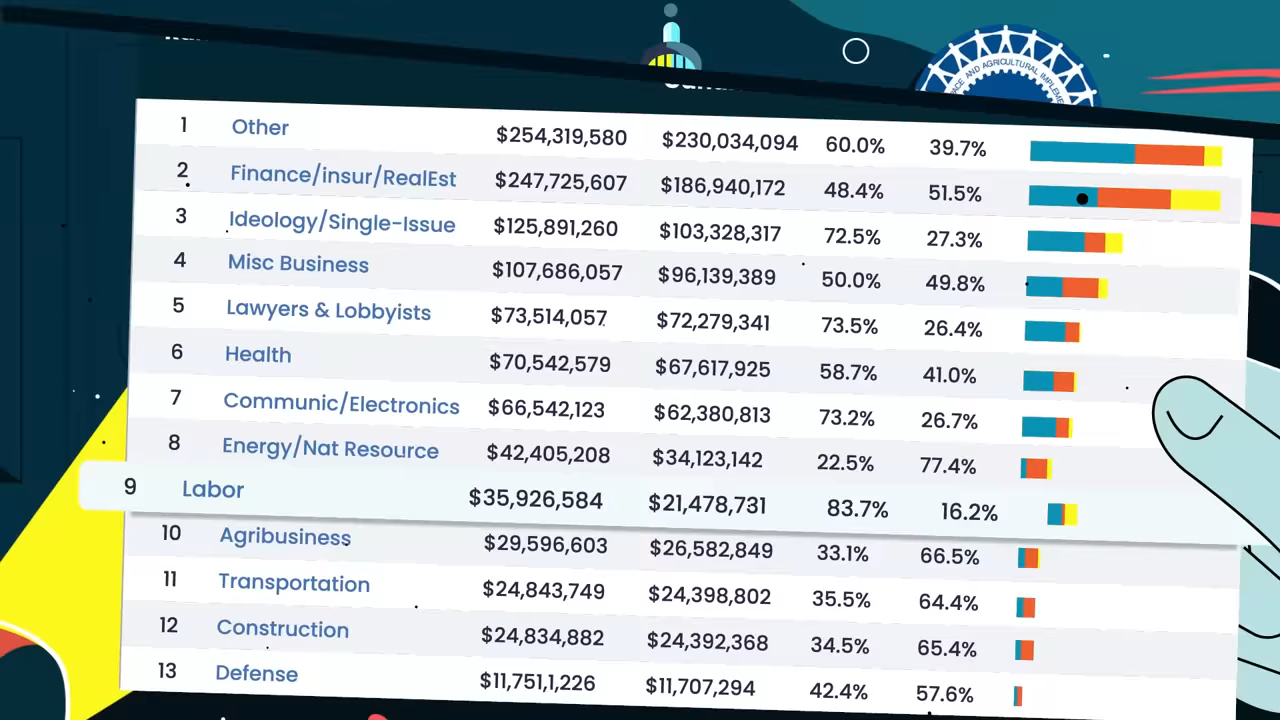 ACE AND AGRICULTURAL IMPLEME
1 Other $254,319,580 $230,034,094 60.0% 39.7%
2 Finance/insur/RealEst $247,725,607 $186,940,172 48.4% 51.5%
3 Ideology/Single-Issue $125,891,260 $103,328,317 72.5% 27.3%
4 Misc Business $107,686,057 $96,139,389 50.0% 49.8%
5 Lawyers & Lobbyists $73,514,057 $72,279,341 73.5% 26.4%
6 Health $70,542,579 $67,617,925 58.7% 41.0%
7 Communic/Electronics $66,542,123 $62,380,813 73.2% 26.7%
8 Energy/Nat Resource $42,405,208 $34,123,142 22.5% 77.4%
9 Labor $35,926,584 $21,478,731 83.7% 16.2%
10 Agribusiness $29,596,603 $26,582,849 33.1% 66.5%
11 Transportation $24,843,749 $24,398,802 35.5% 64.4%
12 Construction $24,834,882 $24,392,368 34.5% 65.4%
13 Defense $11,751,1,226 $11,707,294 42.4% 57.6%